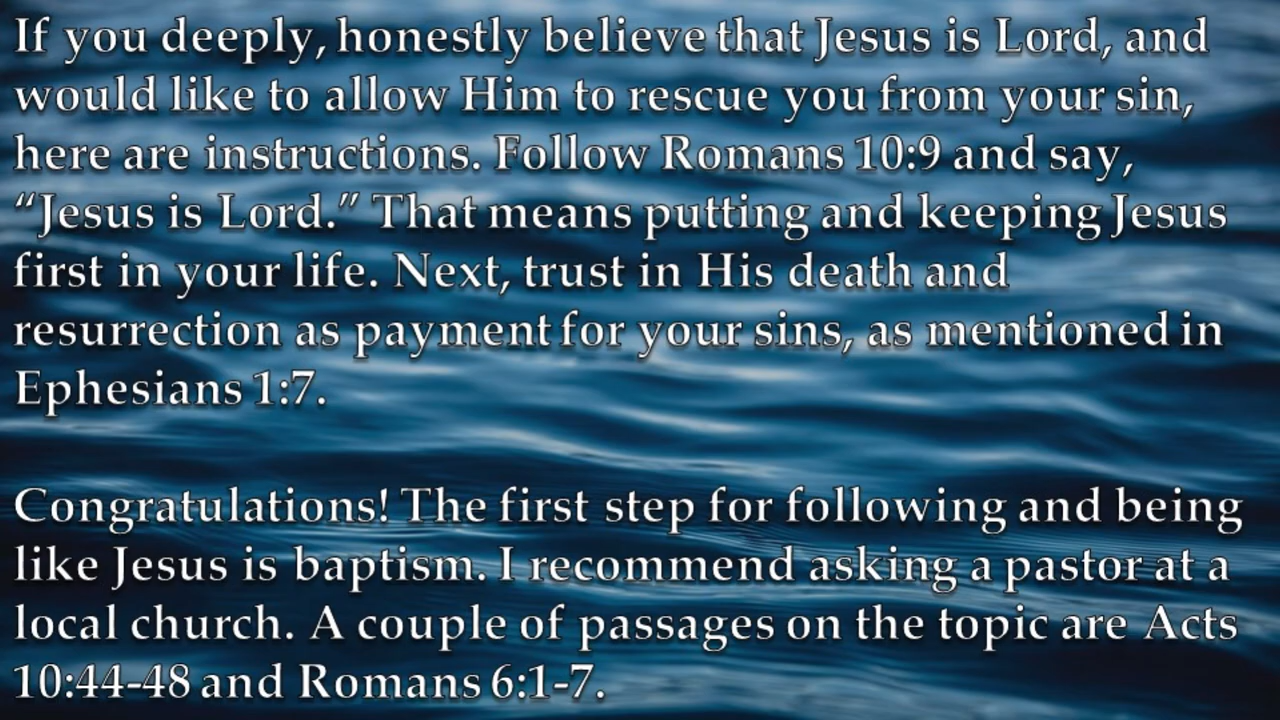 If you deeply, honestly believe that Jesus is Lord, and
would like to allow Him to rescue you from your sin,
here are instructions. Follow Romans 10:9 and say,
“Jesus is Lord.” That means putting and keeping Jesus
first in your life. Next, trust in His death and
resurrection as payment for your sins, as mentioned in
Ephesians 1:7.

Congratulations! The first step for following and being
like Jesus is baptism. I recommend asking a pastor at a
local church. A couple of passages on the topic are Acts
10:44-48 and Romans 6:1-7.